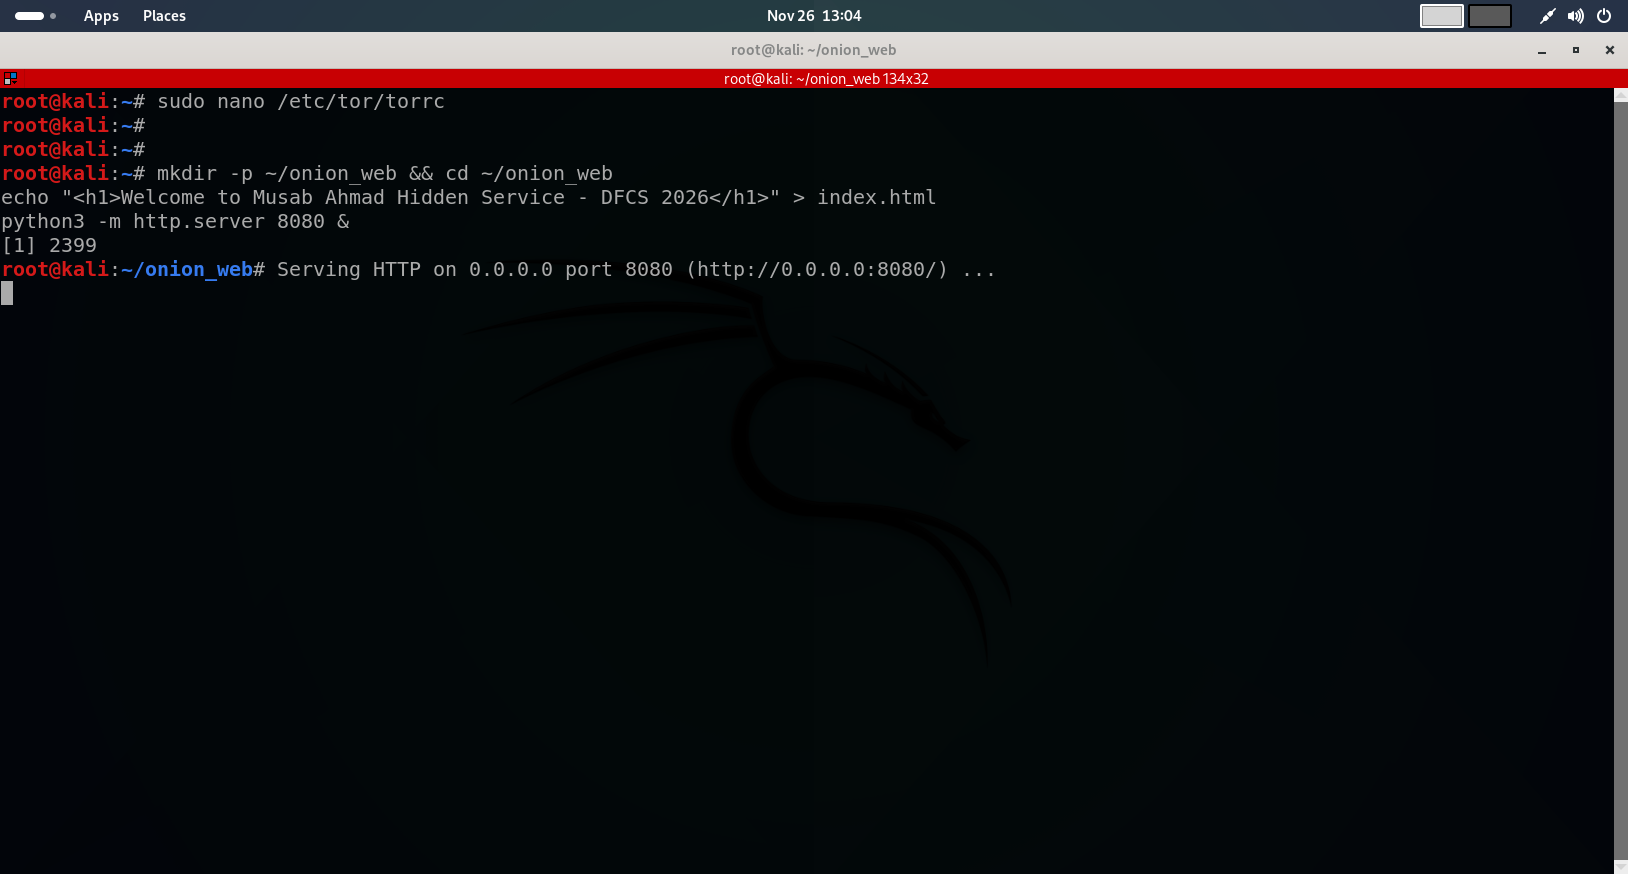 Apps Places Nov 26 13:04
root@kali: ~/onion_web
root@kali: ~/onion_web 134x32
root@kali:~# sudo nano /etc/tor/torrc
root@kali:~#
root@kali:~#
root@kali:~# mkdir -p ~/onion_web && cd ~/onion_web
echo "<h1>Welcome to Musab Ahmad Hidden Service - DFCS 2026</h1>" > index.html
python3 -m http.server 8080 &
[1] 2399
root@kali:~/onion_web# Serving HTTP on 0.0.0.0 port 8080 (http://0.0.0.0:8080/) ...